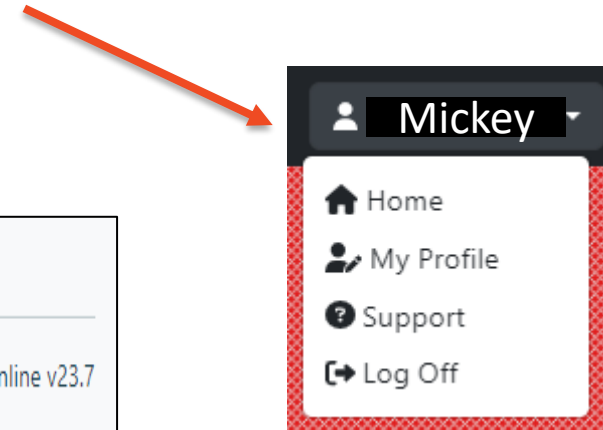 Mickey
Home
My Profile
Support
Log Off
nline v23.7